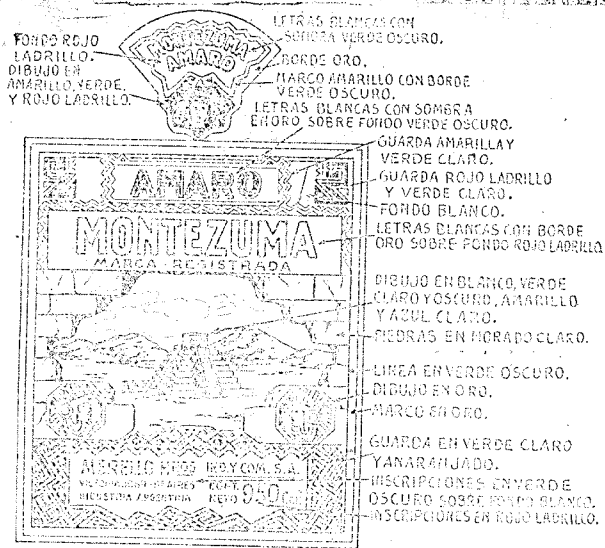 LETRAS BLANCAS CON
SOMBRA VERDE OSCURO.
FONDO ROJO
LADRILLO.
DIBUJO EN
AMARILLO, VERDE,
Y ROJO LADRILLO.
MONTEZUMA
AMARO
BORDE ORO.
MARCO AMARILLO CON BORDE
VERDE OSCURO.
LETRAS BLANCAS CON SOMBRA
EN ORO SOBRE FONDO VERDE OSCURO.
GUARDA AMARILLA Y
VERDE CLARO.
GUARDA ROJO LADRILLO
Y VERDE CLARO.
FONDO BLANCO.
LETRAS BLANCAS CON BORDE
ORO SOBRE FONDO ROJO LADRILLO
AMARO
MONTEZUMA
MARCA REGISTRADA
DIBUJO EN BLANCO, VERDE
CLARO Y OSCURO, AMARILLO
Y AZUL CLARO.
PIEDRAS EN MORADO CLARO.
LINEA EN VERDE OSCURO.
DIBUJO EN ORO.
MARCO EN ORO.
GUARDA EN VERDE CLARO
Y ANARANJADO.
INSCRIPCIONES EN VERDE
OSCURO SOBRE FONDO BLANCO.
INSCRIPCIONES EN ROJO LADRILLO.
HNOS IND. Y COM. S.A.
INDUSTRIA ARGENTINA
CONT.
NETO 950